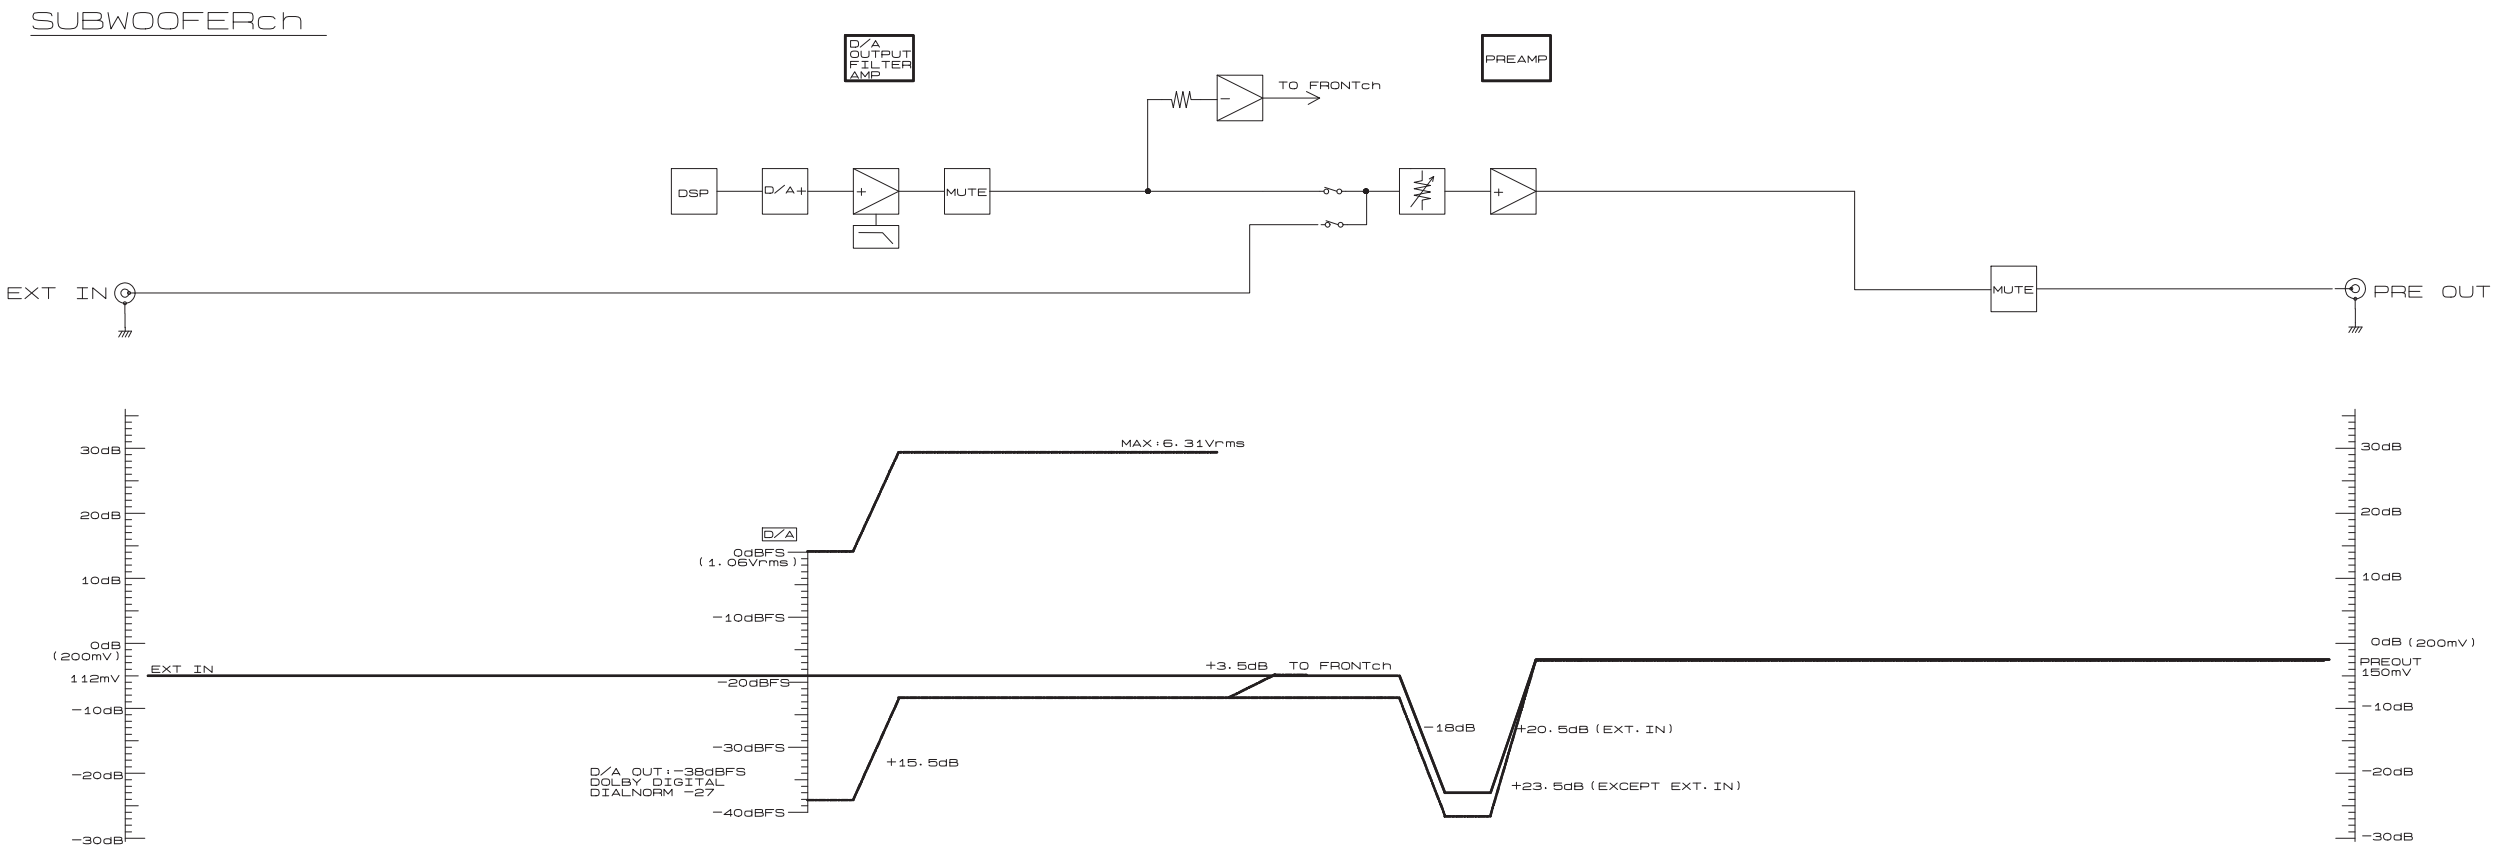 SUBWOOFERch
D/A
OUTPUT
FILTER
AMP
PREAMP
TO FRONTch
DSP
D/A+
+
MUTE
−
+
EXT IN
MUTE
PRE OUT
30dB
20dB
10dB
0dB
(200mV)
112mV
-10dB
-20dB
-30dB
EXT IN
D/A
0dBFS
(1.06Vrms)
-10dBFS
-20dBFS
-30dBFS
-40dBFS
D/A OUT:-38dBFS
DOLBY DIGITAL
DIALNORM -27
MAX:6.31Vrms
+15.5dB
+3.5dB TO FRONTch
-18dB
+20.5dB(EXT.IN)
+23.5dB(EXCEPT EXT.IN)
30dB
20dB
10dB
0dB(200mV)
PREOUT
150mV
-10dB
-20dB
-30dB